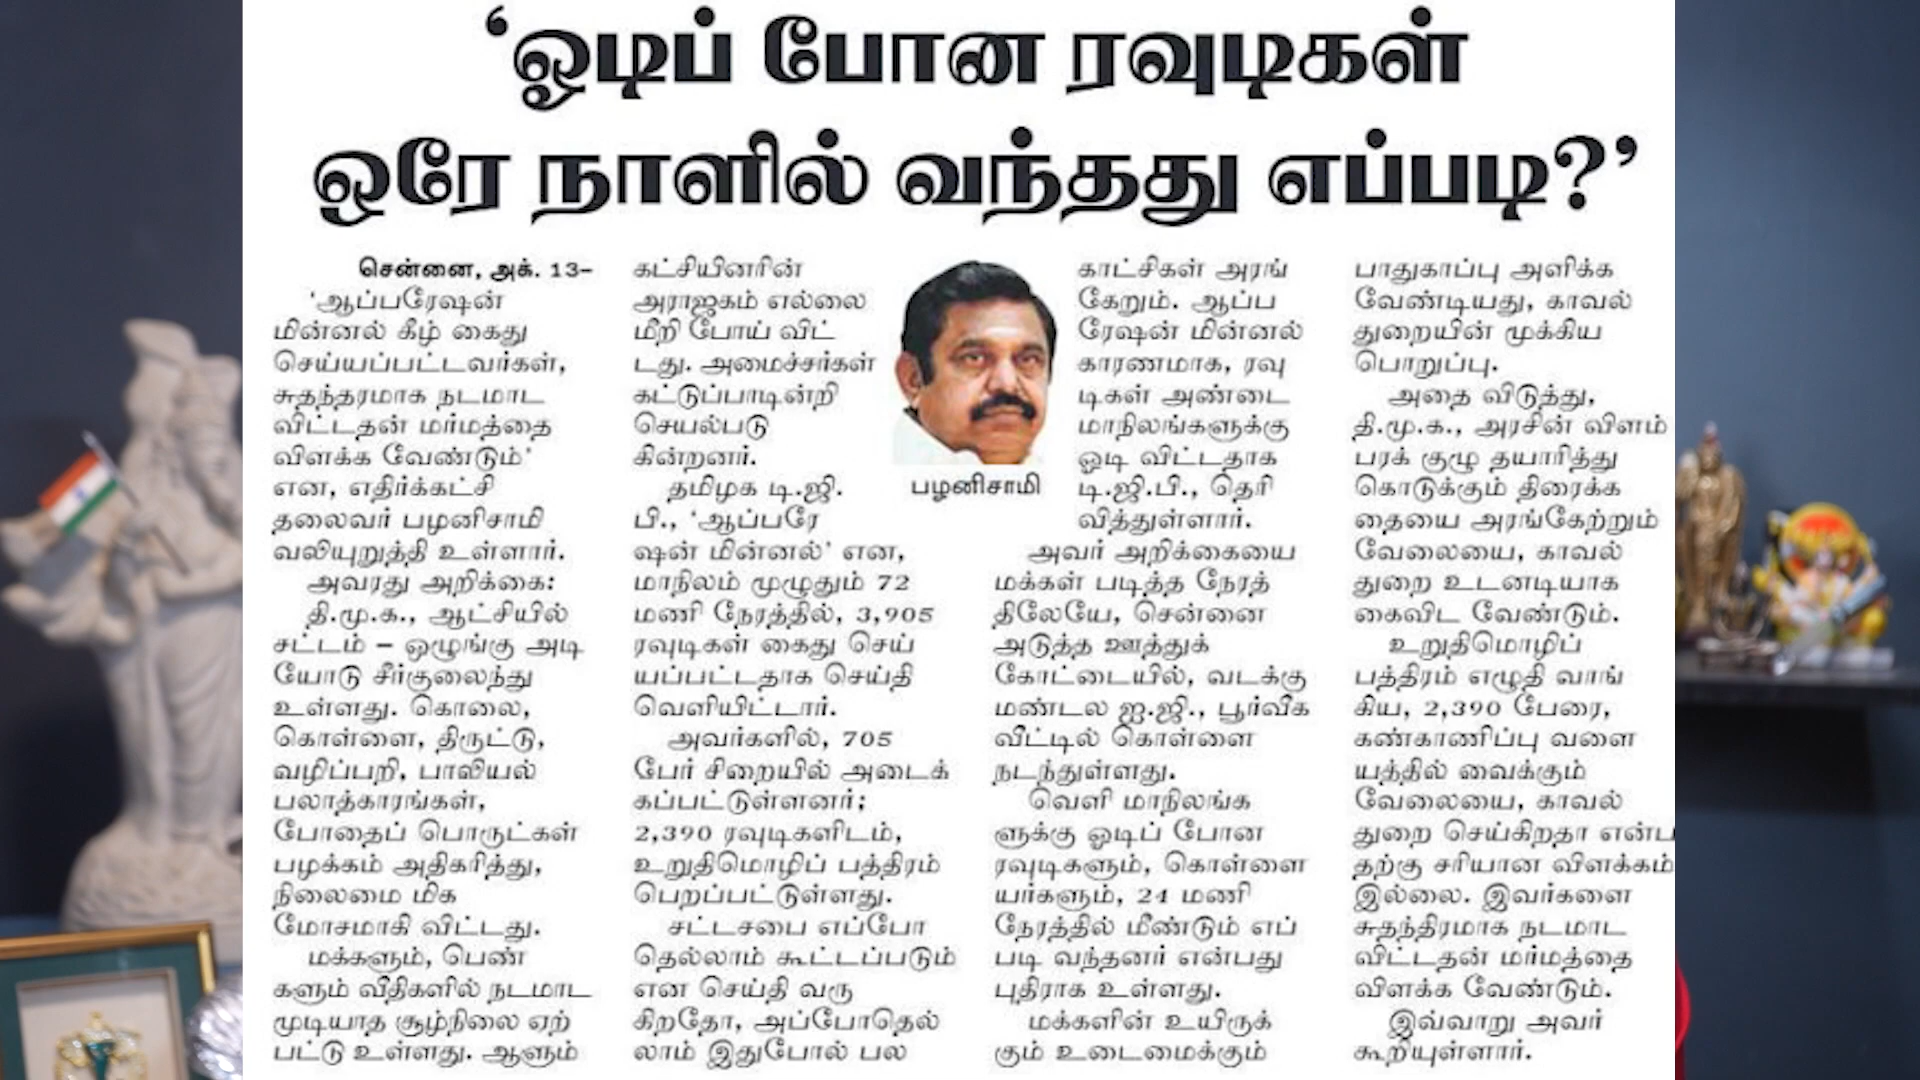 ‘ஓடிப் போன ரவுடிகள்
ஒரே நாளில் வந்தது எப்படி?’
சென்னை, அக். 13–
‘ஆப்பரேஷன்
மின்னல் கீழ் கைது
செய்யப்பட்டவர்கள்,
சுதந்தரமாக நடமாட
விட்டதன் மர்மத்தை
விளக்க வேண்டும்’
என, எதிர்க்கட்சி
தலைவர் பழனிசாமி
வலியுறுத்தி உள்ளார்.
அவரது அறிக்கை:
தி.மு.க., ஆட்சியில்
சட்டம் – ஒழுங்கு அடி
யோடு சீர்குலைந்து
உள்ளது. கொலை,
கொள்ளை, திருட்டு,
வழிப்பறி, பாலியல்
பலாத்காரங்கள்,
போதைப் பொருட்கள்
பழக்கம் அதிகரித்து,
நிலைமை மிக
மோசமாகி விட்டது.
மக்களும், பெண்
களும் வீதிகளில் நடமாட
முடியாத சூழ்நிலை ஏற்
பட்டு உள்ளது. ஆளும்
கட்சியினரின்
அராஜகம் எல்லை
மீறி போய் விட்
டது. அமைச்சர்கள்
கட்டுப்பாடின்றி
செயல்படு
கின்றனர்.
தமிழக டி.ஜி.
பி., ‘ஆப்பரே
ஷன் மின்னல்’ என,
மாநிலம் முழுதும் 72
மணி நேரத்தில், 3,905
ரவுடிகள் கைது செய்
யப்பட்டதாக செய்தி
வெளியிட்டார்.
அவர்களில், 705
பேர் சிறையில் அடைக்
கப்பட்டுள்ளனர்;
2,390 ரவுடிகளிடம்,
உறுதிமொழிப் பத்திரம்
பெறப்பட்டுள்ளது.
சட்டசபை எப்போ
தெல்லாம் கூட்டப்படும்
என செய்தி வரு
கிறதோ, அப்போதெல்
லாம் இதுபோல் பல
பழனிசாமி
காட்சிகள் அரங்
கேறும். ஆப்ப
ரேஷன் மின்னல்
காரணமாக, ரவு
டிகள் அண்டை
மாநிலங்களுக்கு
ஓடி விட்டதாக
டி.ஜி.பி., தெரி
வித்துள்ளார்.
அவர் அறிக்கையை
மக்கள் படித்த நேரத்
திலேயே, சென்னை
அடுத்த ஊத்துக்
கோட்டையில், வடக்கு
மண்டல ஐ.ஜி., பூர்வீக
வீட்டில் கொள்ளை
நடந்துள்ளது.
வெளி மாநிலங்க
ளுக்கு ஓடிப் போன
ரவுடிகளும், கொள்ளை
யர்களும், 24 மணி
நேரத்தில் மீண்டும் எப்
படி வந்தனர் என்பது
புதிராக உள்ளது.
மக்களின் உயிருக்
கும் உடைமைக்கும்
பாதுகாப்பு அளிக்க
வேண்டியது, காவல்
துறையின் முக்கிய
பொறுப்பு.
அதை விடுத்து,
தி.மு.க., அரசின் விளம்
பரக் குழு தயாரித்து
கொடுக்கும் திரைக்க
தையை அரங்கேற்றும்
வேலையை, காவல்
துறை உடனடியாக
கைவிட வேண்டும்.
உறுதிமொழிப்
பத்திரம் எழுதி வாங்
கிய, 2,390 பேரை,
கண்காணிப்பு வளை
யத்தில் வைக்கும்
வேலையை, காவல்
துறை செய்கிறதா என்ப
தற்கு சரியான விளக்கம்
இல்லை. இவர்களை
சுதந்திரமாக நடமாட
விட்டதன் மர்மத்தை
விளக்க வேண்டும்.
இவ்வாறு அவர்
கூறியுள்ளார்.